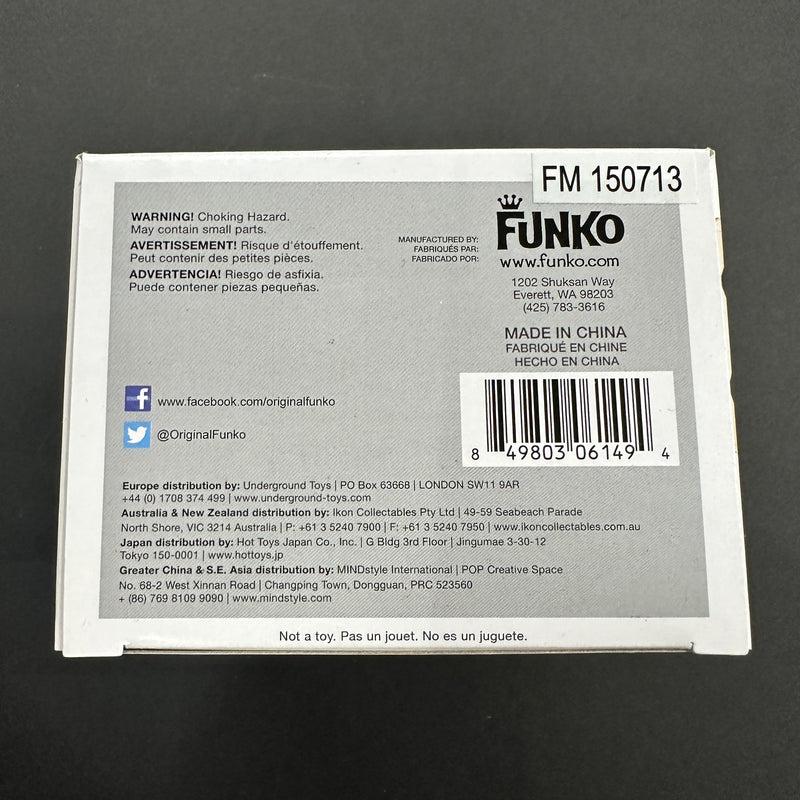 FM 150713
WARNING! Choking Hazard.
May contain small parts.
AVERTISSEMENT! Risque d'étouffement.
Peut contenir des petites pièces.
ADVERTENCIA! Riesgo de asfixia.
Puede contener piezas pequeñas.
MANUFACTURED BY:
FABRIQUÉS PAR:
FABRICADO POR:
FUNKO
www.funko.com
1202 Shuksan Way
Everett, WA 98203
(425) 783-3616
MADE IN CHINA
FABRIQUÉ EN CHINE
HECHO EN CHINA
www.facebook.com/originalfunko
@OriginalFunko
8 49803 06149 4
Europe distribution by: Underground Toys | PO Box 63668 | LONDON SW11 9AR
+44 (0) 1708 374 499 | www.underground-toys.com
Australia & New Zealand distribution by: Ikon Collectables Pty Ltd | 49-59 Seabeach Parade
North Shore, VIC 3214 Australia | P: +61 3 5240 7900 | F: +61 3 5240 7950 | www.ikoncollectables.com.au
Japan distribution by: Hot Toys Japan Co., Inc. | G Bldg 3rd Floor | Jingumae 3-30-12
Tokyo 150-0001 | www.hottoys.jp
Greater China & S.E. Asia distribution by: MINDstyle International | POP Creative Space
No. 68-2 West Xinnan Road | Changping Town, Dongguan, PRC 523560
+ (86) 769 8109 9090 | www.mindstyle.com
Not a toy. Pas un jouet. No es un juguete.